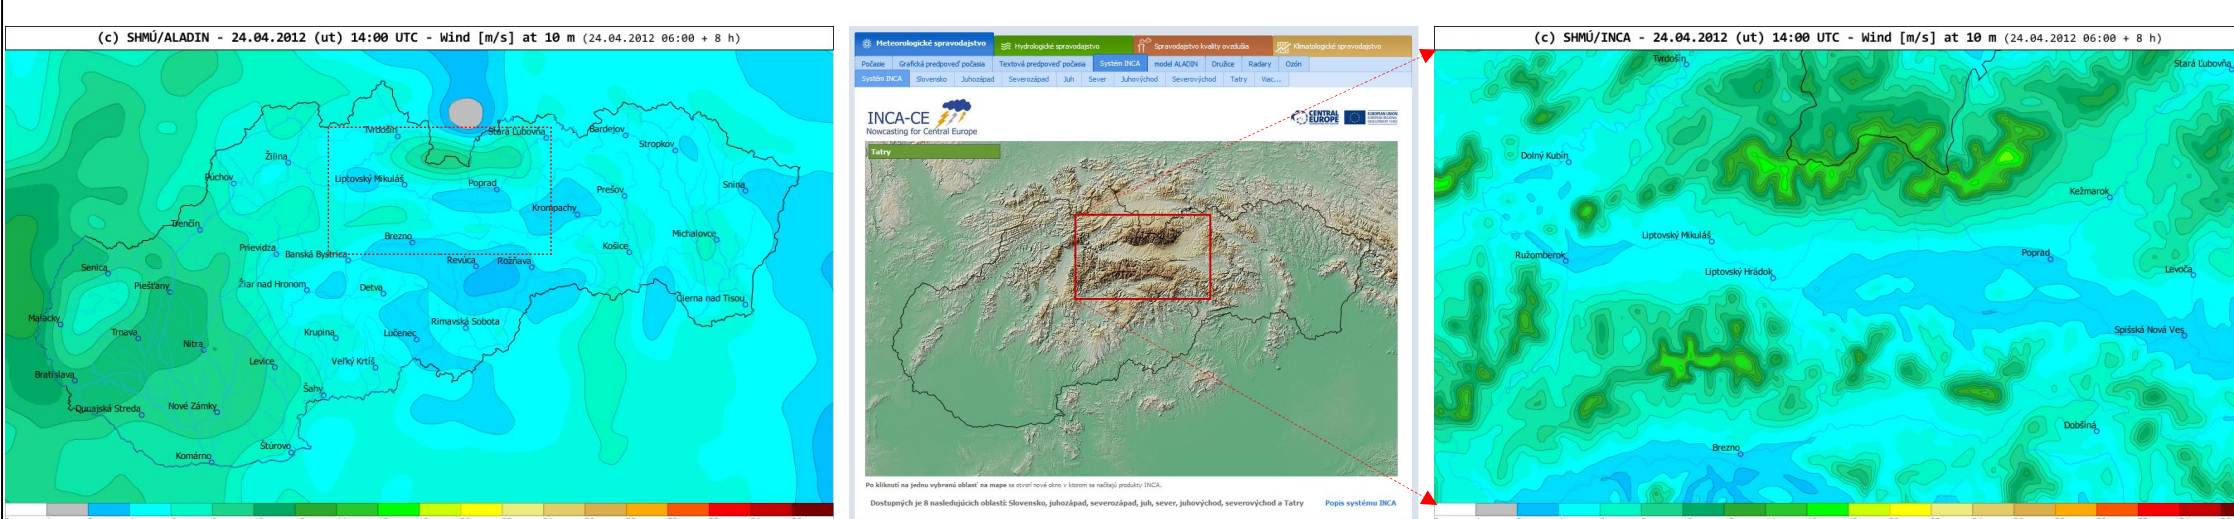 (c) SHMÚ/ALADIN - 24.04.2012 (ut) 14:00 UTC - Wind [m/s] at 10 m (24.04.2012 06:00 + 8 h)
Tvrdošín
Stará Ľubovňa
Bardejov
Stropkov
Žilina
Púchov
Liptovský Mikuláš
Poprad
Prešov
Snina
Krompachy
Trenčín
Brezno
Michalovce
Prievidza
Banská Bystrica
Košice
Revúca
Rožňava
Senica
Piešťany
Žiar nad Hronom
Detva
Čierna nad Tisou
Malacky
Trnava
Krupina
Lučenec
Rimavská Sobota
Nitra
Levice
Veľký Krtíš
Bratislava
Šahy
Dunajská Streda
Nové Zámky
Štúrovo
Komárno
Meteorologické spravodajstvo
Hydrologické spravodajstvo
Spravodajstvo kvality ovzdušia
Klimatologické spravodajstvo
Počasie Grafická predpoveď počasia Textová predpoveď počasia Systém INCA model ALADIN Družice Radary Ozón
Systém INCA Slovensko Juhozápad Severozápad Juh Sever Juhovýchod Severovýchod Tatry Viac...
INCA-CE
Nowcasting for Central Europe
CENTRAL
EUROPE
Tatry
Po kliknutí na jednu vybranú oblasť na mape sa otvorí nové okno v ktorom sa načítajú produkty INCA.
Dostupných je 8 nasledujúcich oblastí: Slovensko, juhozápad, severozápad, juh, sever, juhovýchod, severovýchod a Tatry
Popis systému INCA
(c) SHMÚ/INCA - 24.04.2012 (ut) 14:00 UTC - Wind [m/s] at 10 m (24.04.2012 06:00 + 8 h)
Tvrdošín
Stará Ľubovňa
Dolný Kubín
Kežmarok
Liptovský Mikuláš
Ružomberok
Poprad
Liptovský Hrádok
Levoča
Spišská Nová Ves
Dobšiná
Brezno